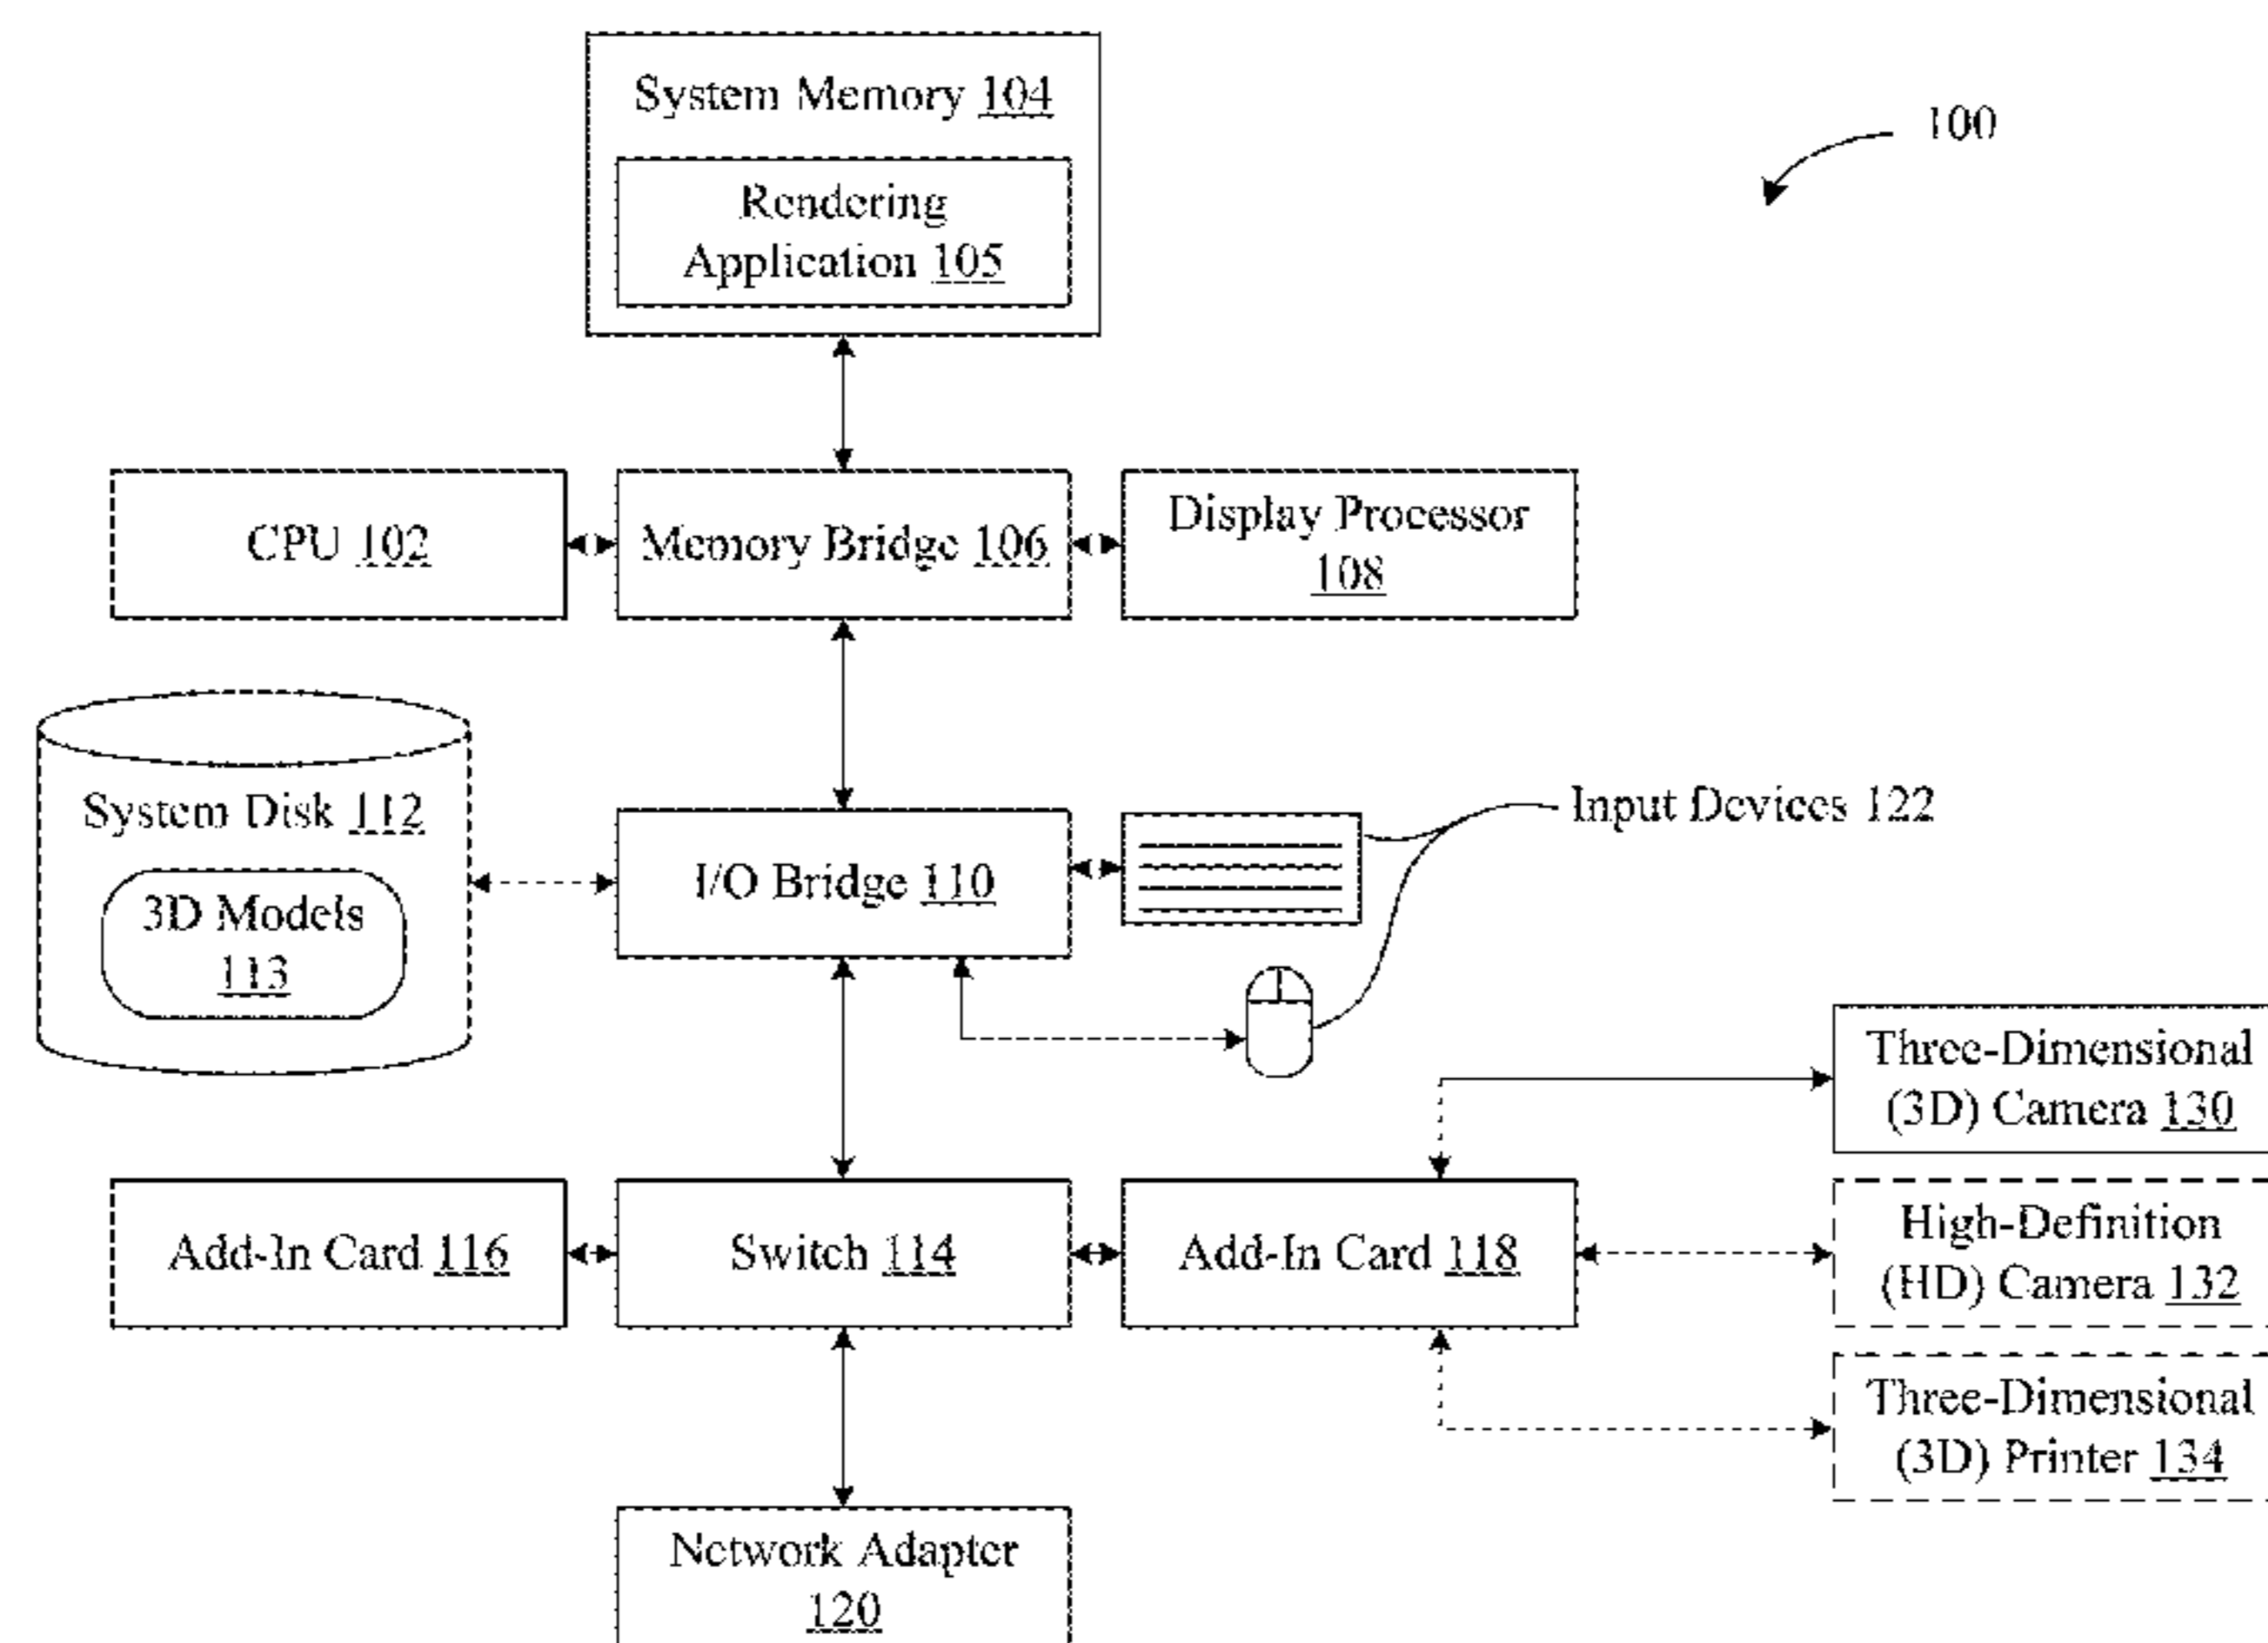 System Memory 104
100
Rendering
Application 105
CPU 102
Memory Bridge 106
Display Processor
108
System Disk 112
3D Models
113
I/O Bridge 110
Input Devices 122
Three-Dimensional
(3D) Camera 130
Add-In Card 116
Switch 114
Add-In Card 118
High-Definition
(HD) Camera 132
Three-Dimensional
(3D) Printer 134
Network Adapter
120